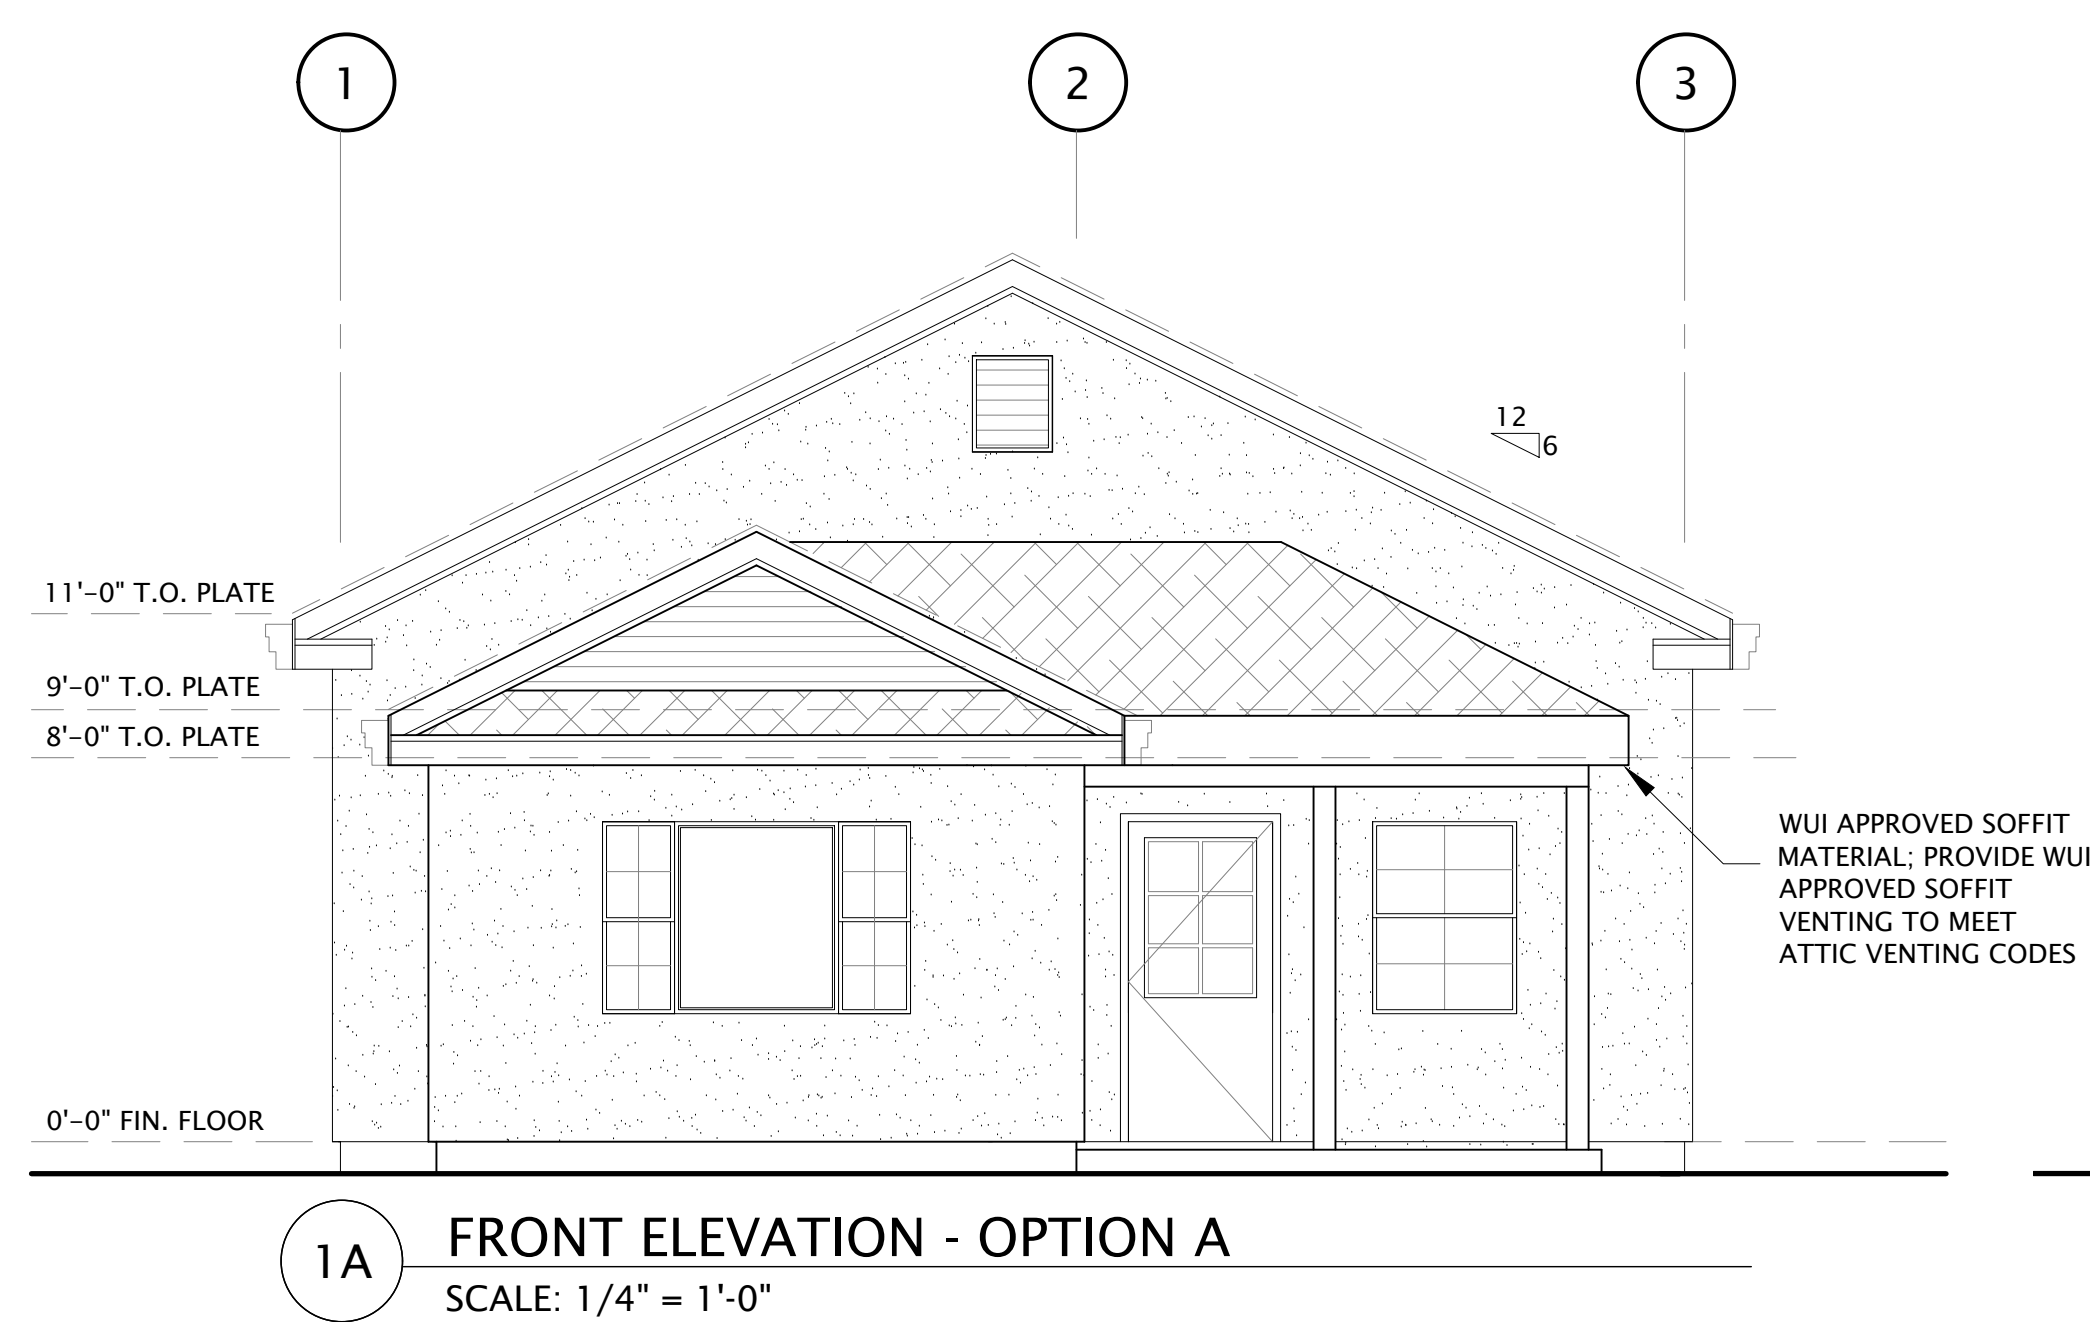 1
2
3
12
6
11'-0" T.O. PLATE
9'-0" T.O. PLATE
8'-0" T.O. PLATE
WUI APPROVED SOFFIT
MATERIAL; PROVIDE WUI
APPROVED SOFFIT
VENTING TO MEET
ATTIC VENTING CODES
0'-0" FIN. FLOOR
1A
FRONT ELEVATION - OPTION A
SCALE: 1/4" = 1'-0"